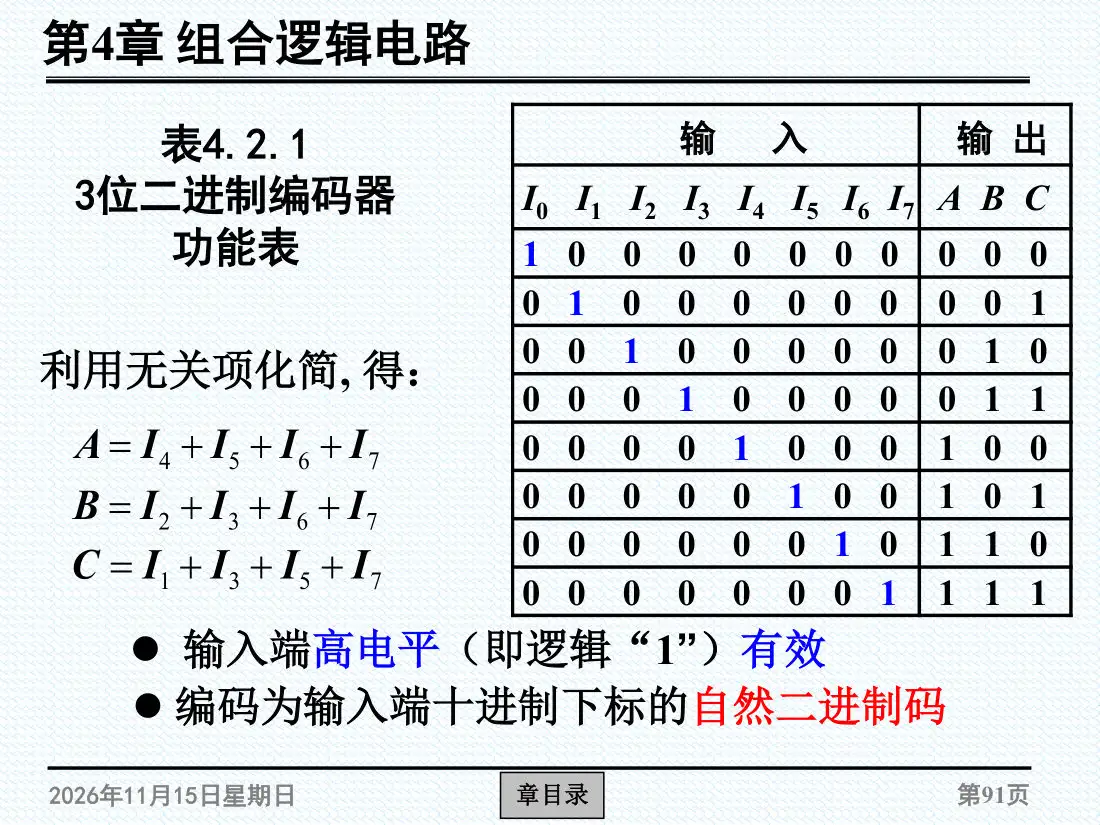 第4章 组合逻辑电路
表4.2.1
3位二进制编码器
功能表
利用无关项化简, 得：
A = I4 + I5 + I6 + I7
B = I2 + I3 + I6 + I7
C = I1 + I3 + I5 + I7
输 入 输 出
I0 I1 I2 I3 I4 I5 I6 I7 A B C
1 0 0 0 0 0 0 0 0 0 0
0 1 0 0 0 0 0 0 0 0 1
0 0 1 0 0 0 0 0 0 1 0
0 0 0 1 0 0 0 0 0 1 1
0 0 0 0 1 0 0 0 1 0 0
0 0 0 0 0 1 0 0 1 0 1
0 0 0 0 0 0 1 0 1 1 0
0 0 0 0 0 0 0 1 1 1 1
● 输入端高电平（即逻辑“1”）有效
● 编码为输入端十进制下标的自然二进制码
2026年11月15日星期日 章目录 第91页